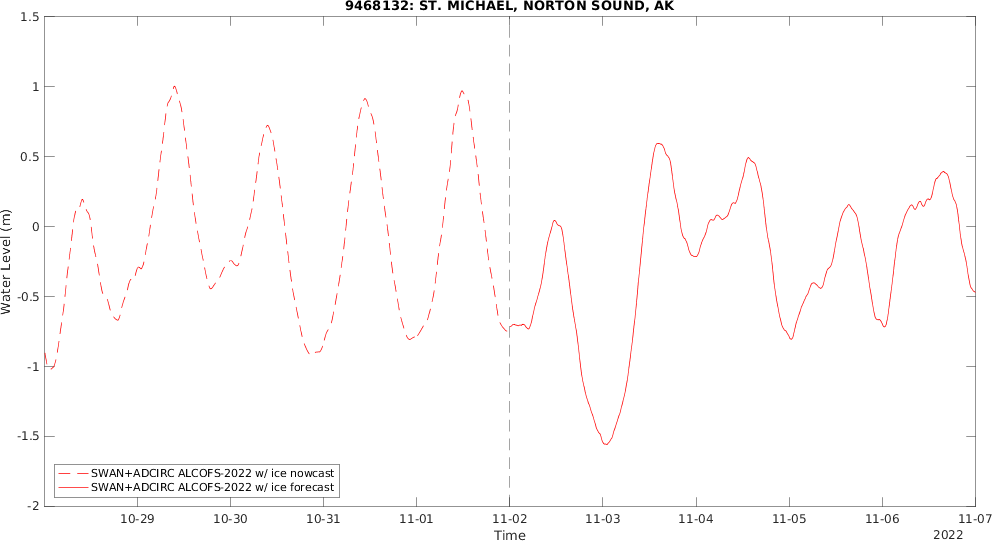 9468132: ST. MICHAEL, NORTON SOUND, AK
1.5
1
0.5
0
-0.5
-1
-1.5
-2
Water Level (m)
SWAN+ADCIRC ALCOFS-2022 w/ ice nowcast
SWAN+ADCIRC ALCOFS-2022 w/ ice forecast
10-29 10-30 10-31 11-01 11-02 11-03 11-04 11-05 11-06 11-07
Time
2022